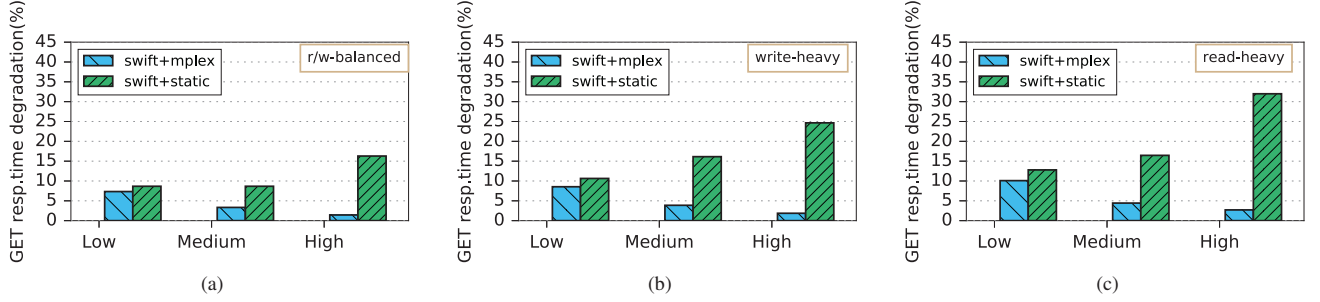 GET resp.time degradation(%)
45
40
35
30
25
20
15
10
5
0
swift+mplex
swift+static
r/w-balanced
Low Medium High
(a)
GET resp.time degradation(%)
45
40
35
30
25
20
15
10
5
0
swift+mplex
swift+static
write-heavy
Low Medium High
(b)
GET resp.time degradation(%)
45
40
35
30
25
20
15
10
5
0
swift+mplex
swift+static
read-heavy
Low Medium High
(c)